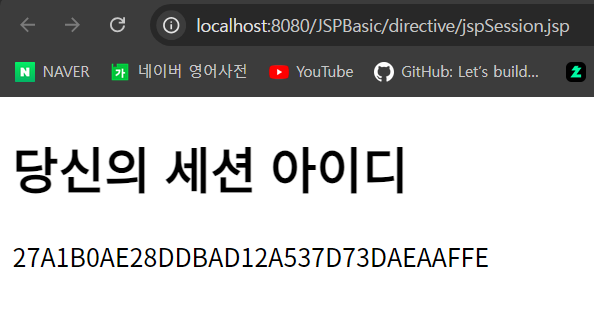 localhost:8080/JSPBasic/directive/jspSession.jsp
N NAVER 가 네이버 영어사전 YouTube GitHub: Let's build...
당신의 세션 아이디
27A1B0AE28DDBAD12A537D73DAEAAFFE